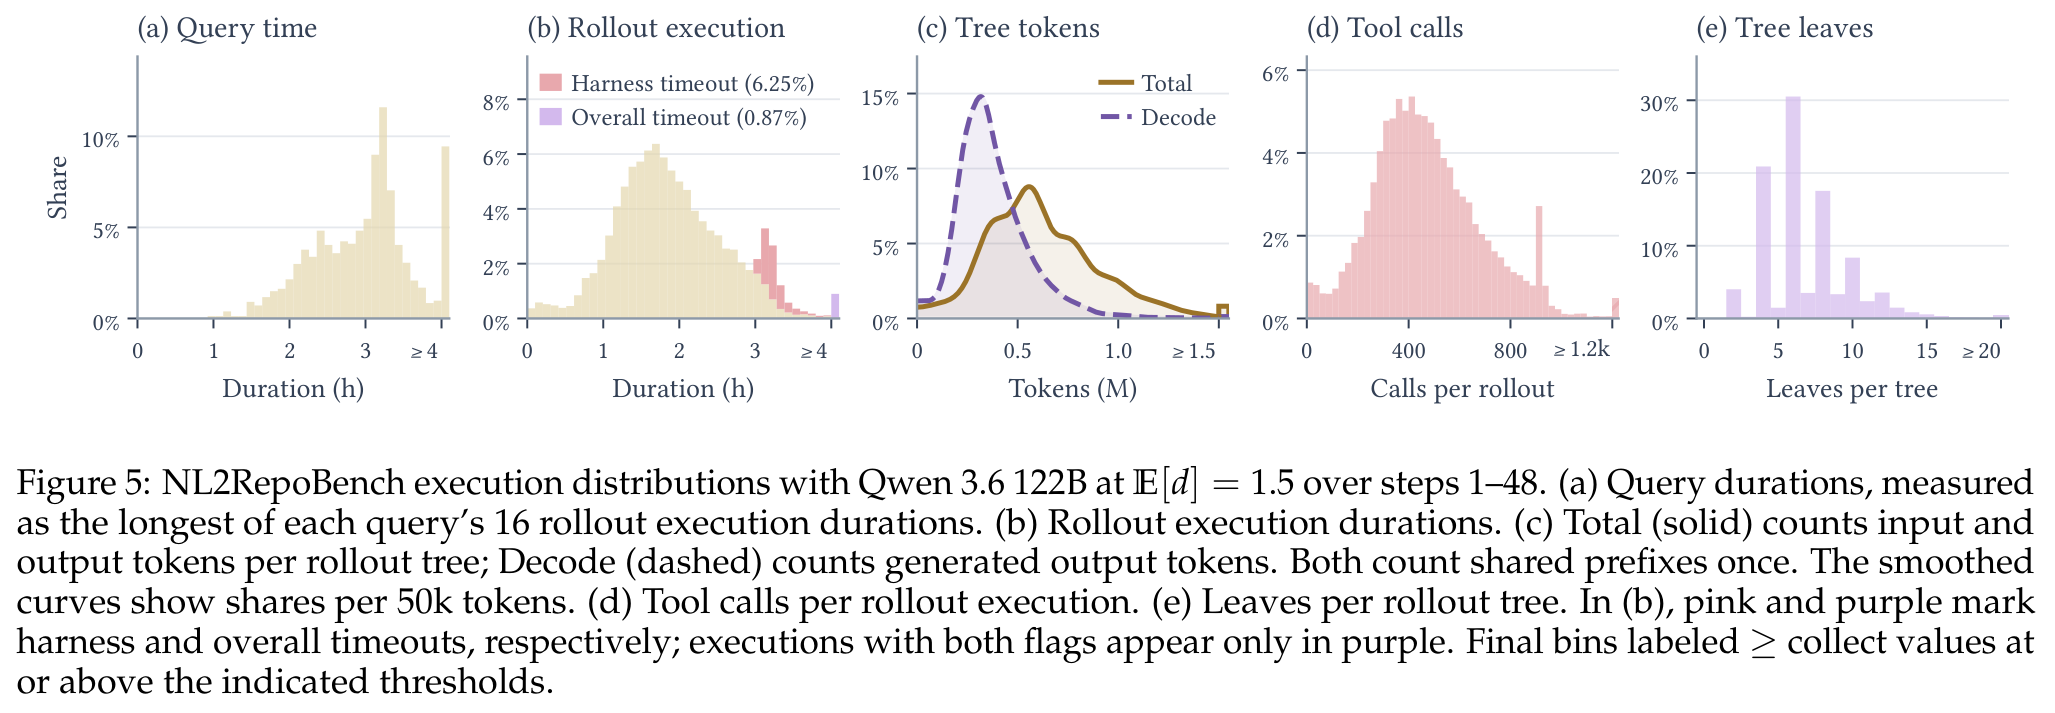 (a) Query time
Share
10%
5%
0%
0 1 2 3 ≥ 4
Duration (h)
(b) Rollout execution
Harness timeout (6.25%)
Overall timeout (0.87%)
8%
6%
4%
2%
0%
0 1 2 3 ≥ 4
Duration (h)
(c) Tree tokens
Total
Decode
15%
10%
5%
0%
0 0.5 1.0 ≥ 1.5
Tokens (M)
(d) Tool calls
6%
4%
2%
0%
0 400 800 ≥ 1.2k
Calls per rollout
(e) Tree leaves
30%
20%
10%
0%
0 5 10 15 ≥ 20
Leaves per tree
Figure 5: NL2RepoBench execution distributions with Qwen 3.6 122B at 𝔼[d] = 1.5 over steps 1–48. (a) Query durations, measured
as the longest of each query’s 16 rollout execution durations. (b) Rollout execution durations. (c) Total (solid) counts input and
output tokens per rollout tree; Decode (dashed) counts generated output tokens. Both count shared prefixes once. The smoothed
curves show shares per 50k tokens. (d) Tool calls per rollout execution. (e) Leaves per rollout tree. In (b), pink and purple mark
harness and overall timeouts, respectively; executions with both flags appear only in purple. Final bins labeled ≥ collect values at
or above the indicated thresholds.